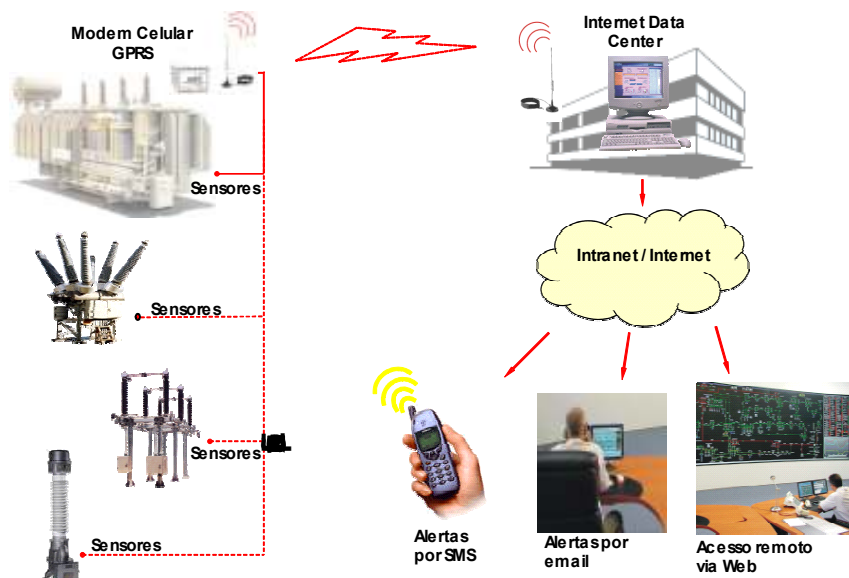 Modem Celular
GPRS
Internet Data
Center
Sensores
Intranet / Internet
Sensores
Sensores
Sensores
Alertas
por SMS
Alertas por
email
Acesso remoto
via Web